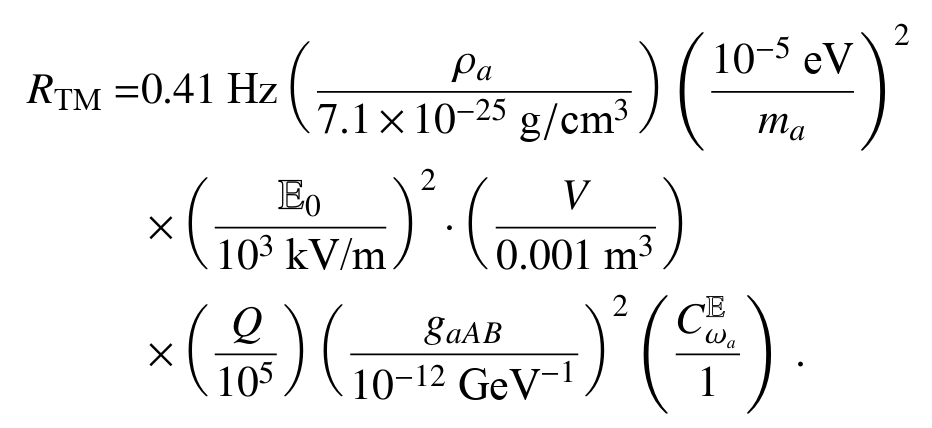 R_TM =0.41 Hz ( ρ_a / 7.1 × 10^−25 g/cm^3 ) ( 10^−5 eV / m_a )^2
× ( 𝔼_0 / 10^3 kV/m )^2 · ( V / 0.001 m^3 )
× ( Q / 10^5 ) ( g_aAB / 10^−12 GeV^−1 )^2 ( C^𝔼_ω_a / 1 ) .